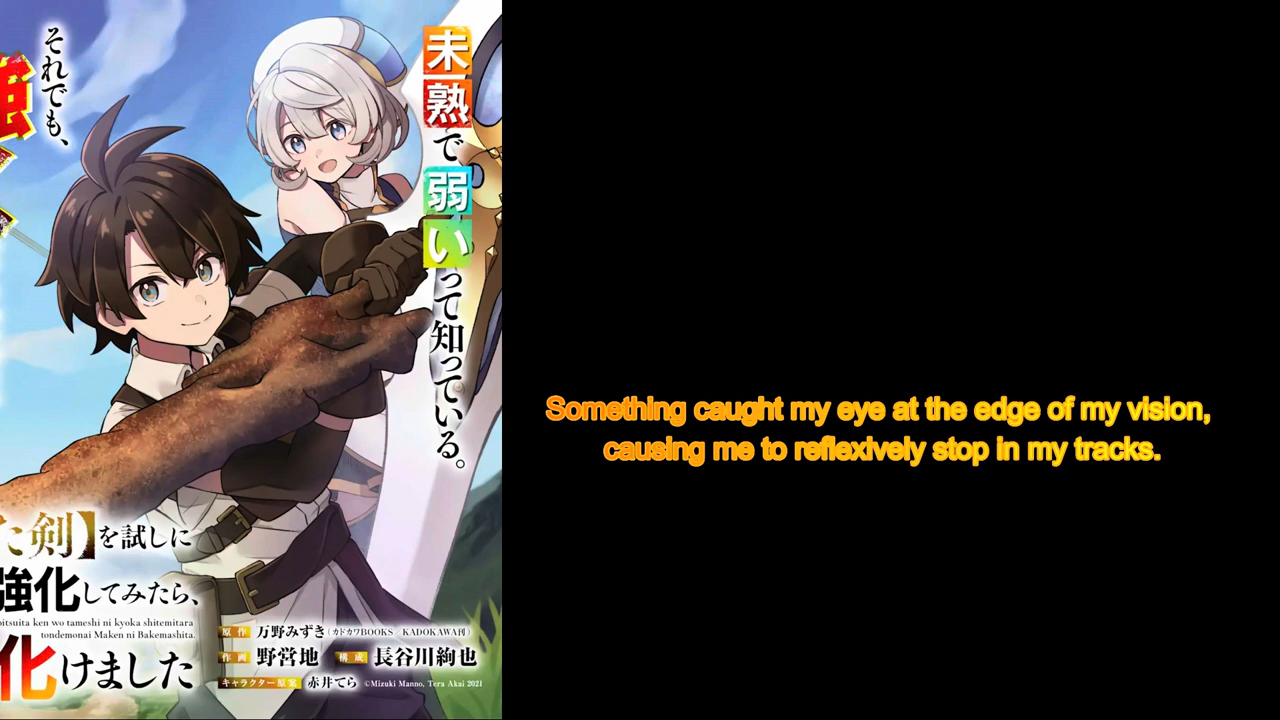 未熟で弱いって知っている。
それでも、
強
た剣】を試しに
強化してみたら、
bitsuita ken wo tameshi ni kyoka shitemitara
tondemonai Maken ni Bakemashita.
化けました
原作 万野みずき(カドカワBOOKS/KADOKAWA刊)
作画 野営地 構成 長谷川絢也
キャラクター原案 赤井てら ©Mizuki Manno, Tera Akai 2021
Something caught my eye at the edge of my vision,
causing me to reflexively stop in my tracks.